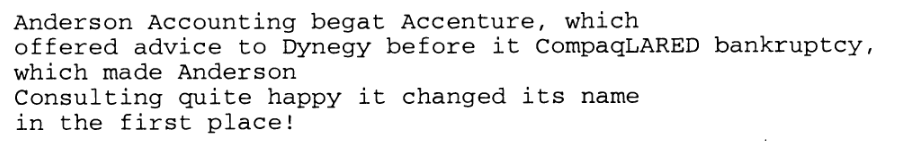 Anderson Accounting begat Accenture, which
offered advice to Dynegy before it CompaqLARED bankruptcy,
which made Anderson
Consulting quite happy it changed its name
in the first place!